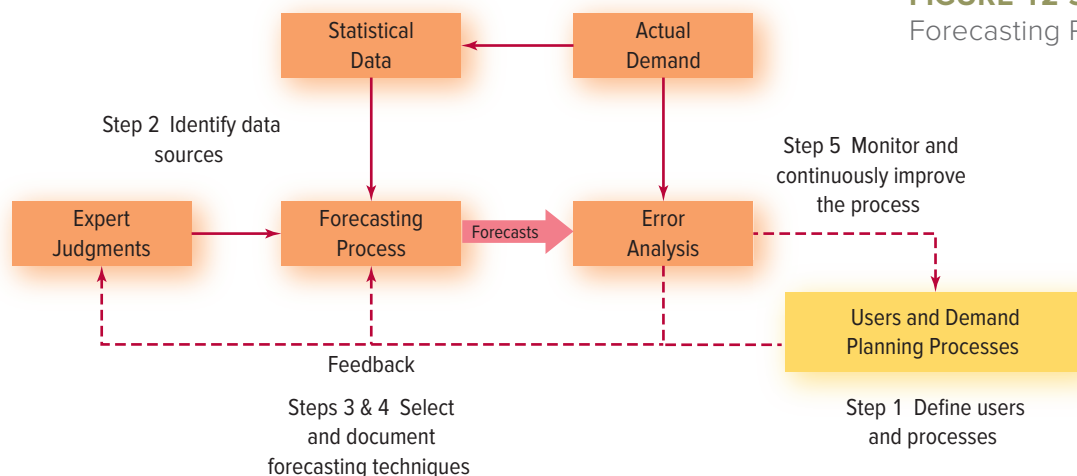 Forecasting
Statistical
Data
Actual
Demand
Step 2 Identify data
sources
Step 5 Monitor and
continuously improve
the process
Expert
Judgments
Forecasting
Process
Forecasts
Error
Analysis
Users and Demand
Planning Processes
Feedback
Steps 3 & 4 Select
and document
forecasting techniques
Step 1 Define users
and processes